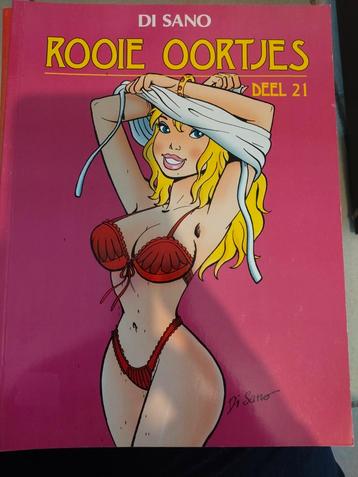 DI SANO
ROOIE OORTJES
DEEL 21
Di Sano